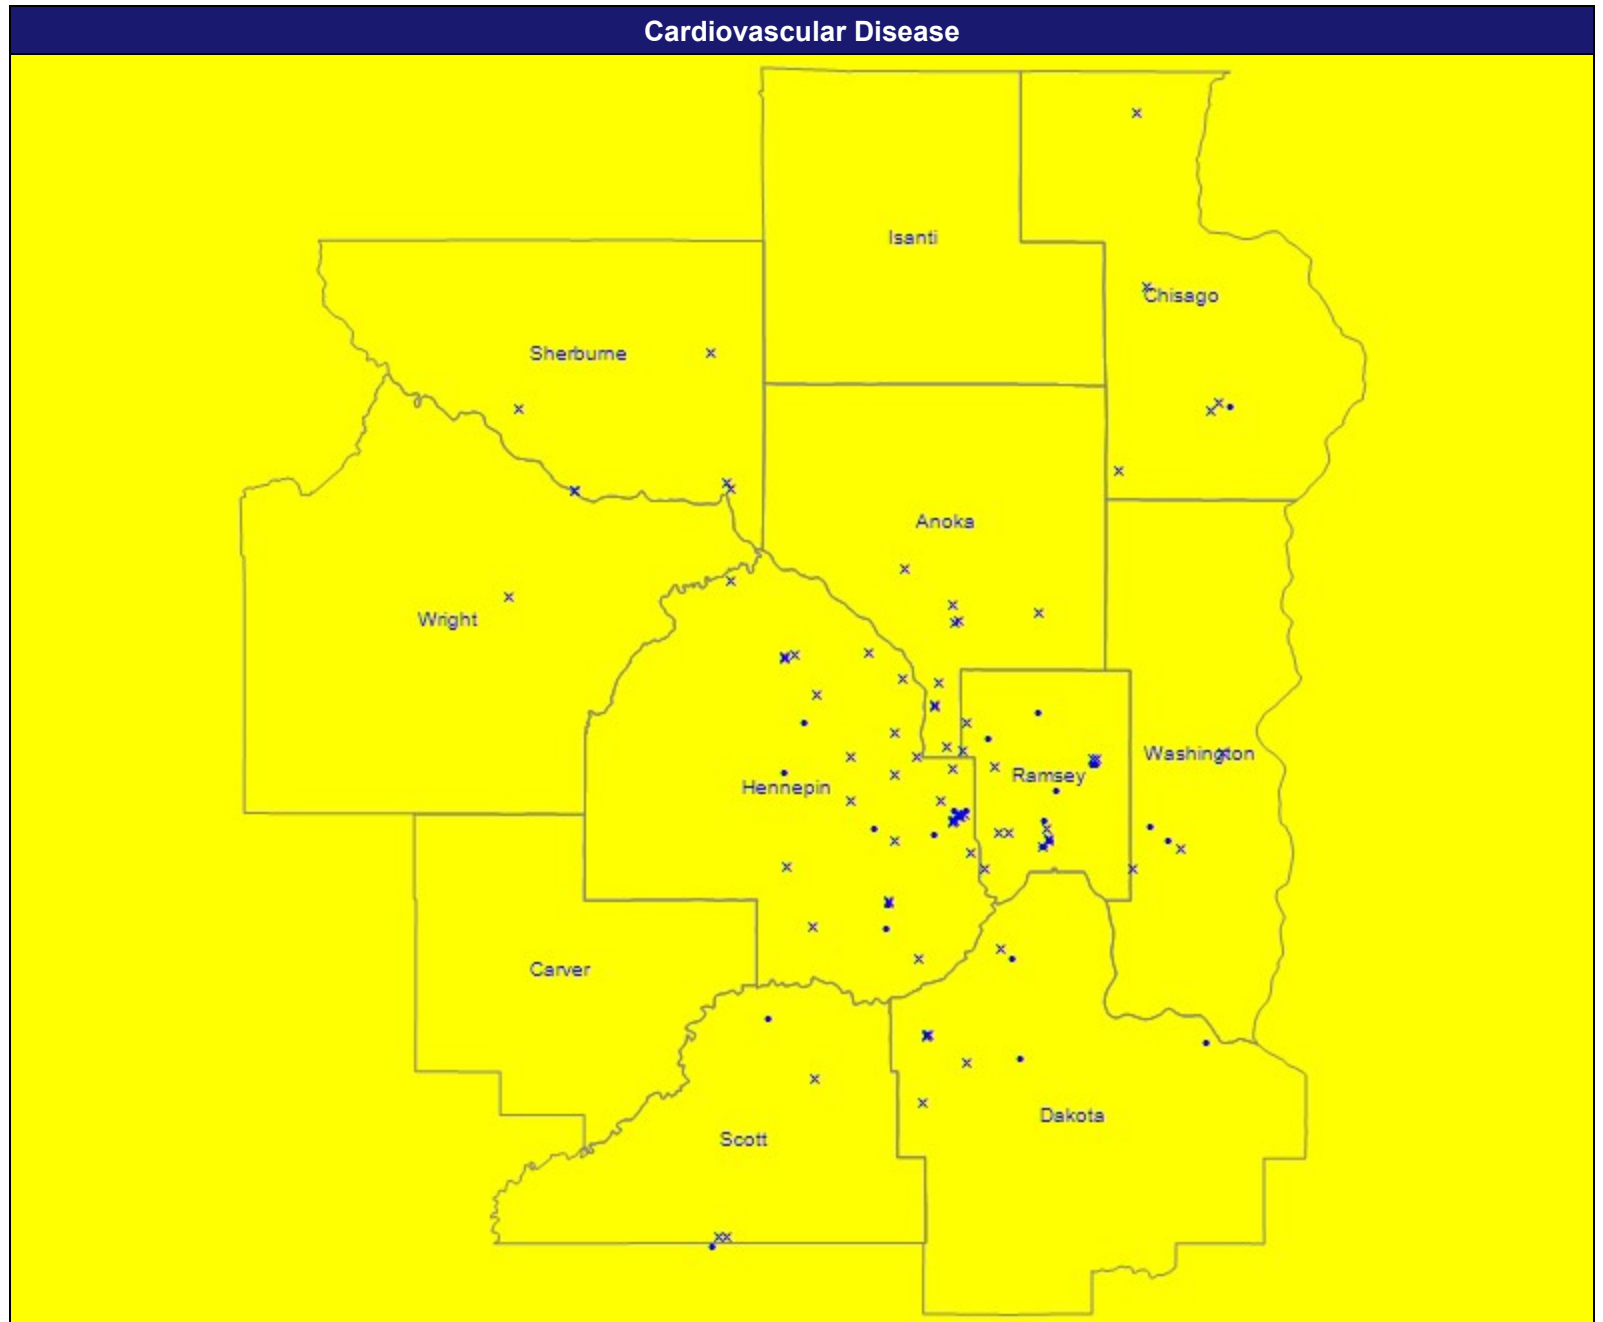 Cardiovascular Disease
Isanti
Chisago
Sherburne
Anoka
Wright
Washington
Ramsey
Hennepin
Carver
Dakota
Scott